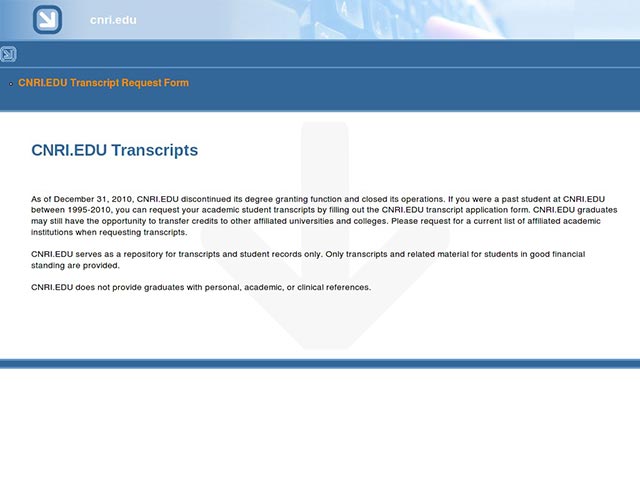 cnri.edu
CNRI.EDU Transcript Request Form
CNRI.EDU Transcripts
As of December 31, 2010, CNRI.EDU discontinued its degree granting function and closed its operations. If you were a past student at CNRI.EDU
between 1995-2010, you can request your academic student transcripts by filling out the CNRI.EDU transcript application form. CNRI.EDU graduates
may still have the opportunity to transfer credits to other affiliated universities and colleges. Please request for a current list of affiliated academic
institutions when requesting transcripts.
CNRI.EDU serves as a repository for transcripts and student records only. Only transcripts and related material for students in good financial
standing are provided.
CNRI.EDU does not provide graduates with personal, academic, or clinical references.